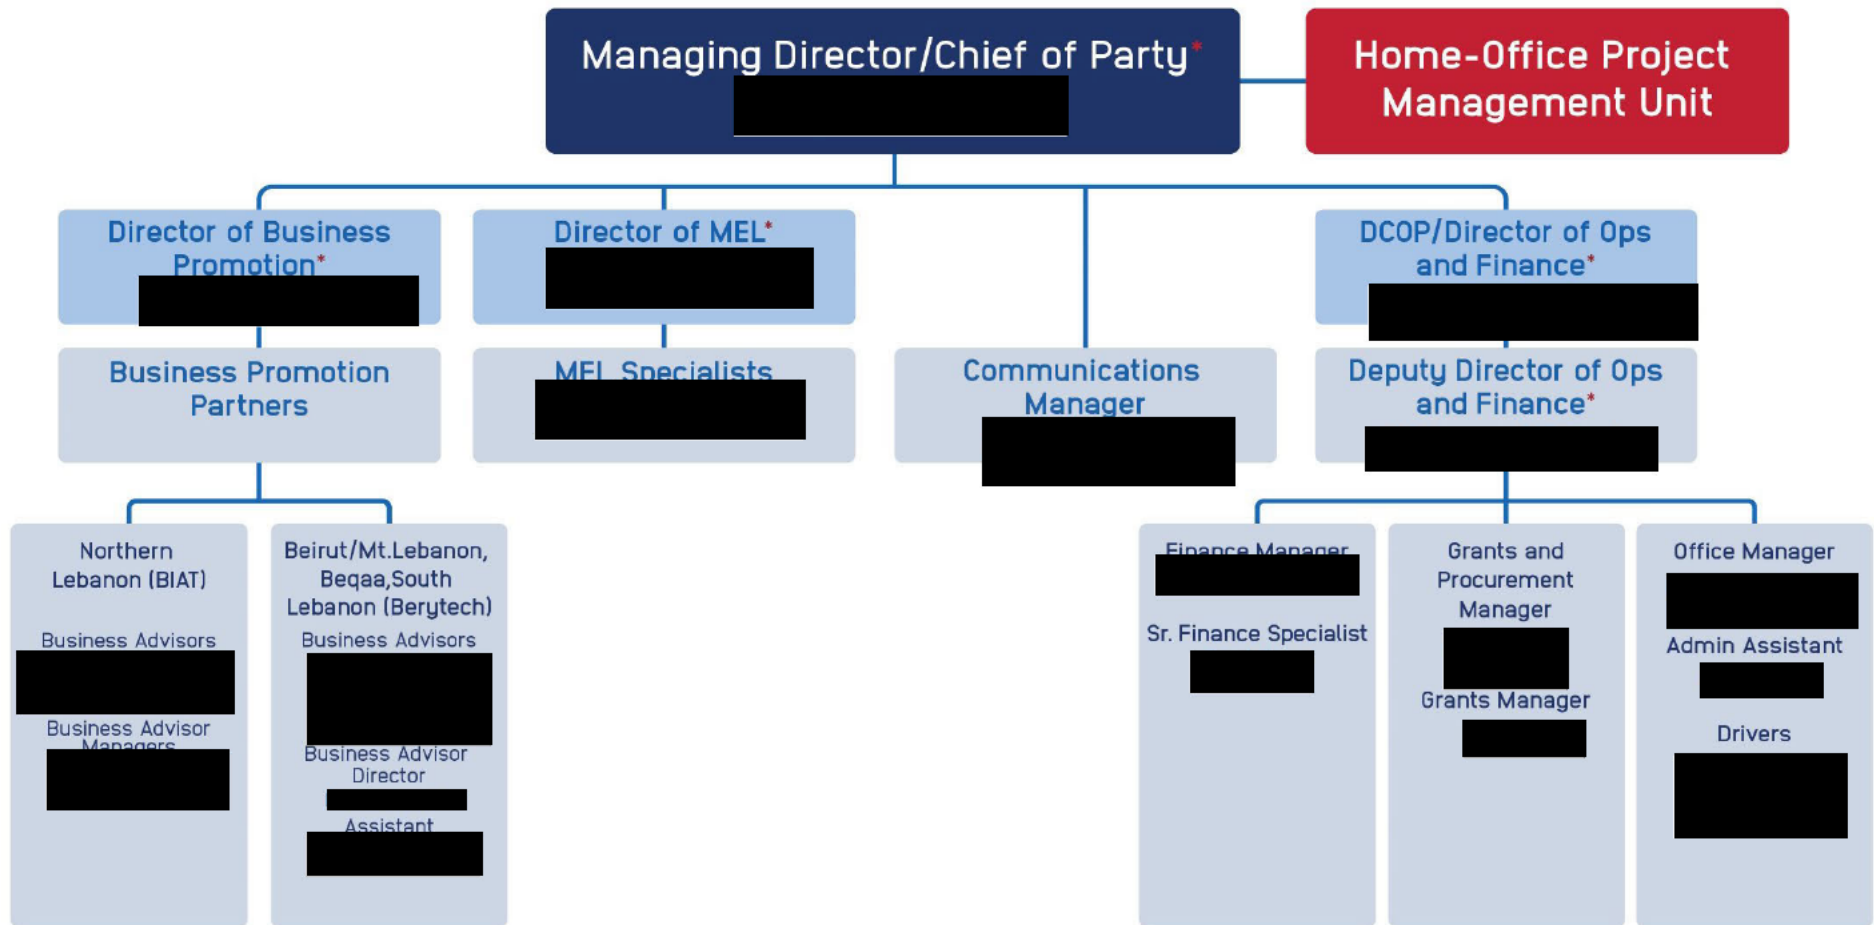 Managing Director/Chief of Party*
Home-Office Project
Management Unit
Director of Business
Promotion*
Director of MEL*
DCOP/Director of Ops
and Finance*
Business Promotion
Partners
MEL Specialists
Communications
Manager
Deputy Director of Ops
and Finance*
Northern
Lebanon (BIAT)
Business Advisors
Business Advisor
Managers
Beirut/Mt.Lebanon,
Beqaa,South
Lebanon (Berytech)
Business Advisors
Business Advisor
Director
Assistant
Finance Manager
Sr. Finance Specialist
Grants and
Procurement
Manager
Grants Manager
Office Manager
Admin Assistant
Drivers